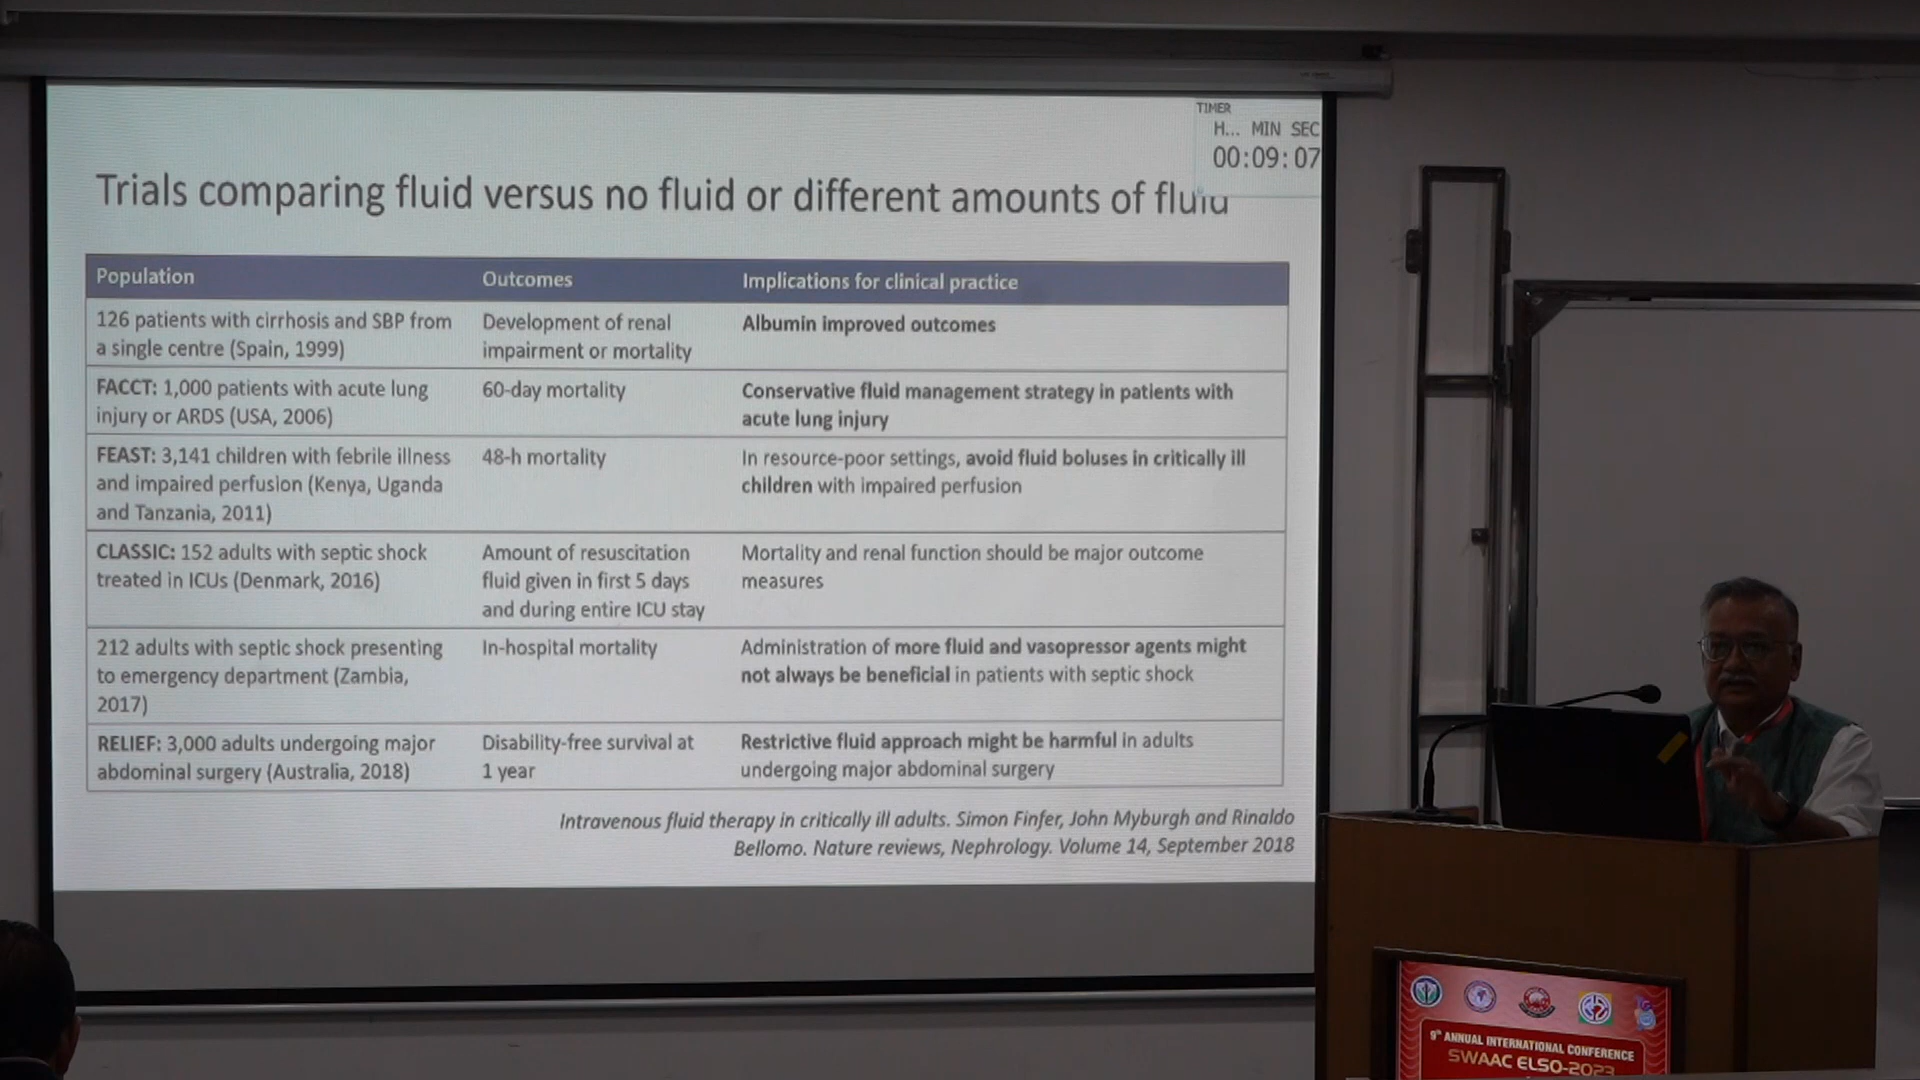 TIMER
H... MIN SEC
00:09:07
Trials comparing fluid versus no fluid or different amounts of fluid
Population
Outcomes
Implications for clinical practice
126 patients with cirrhosis and SBP from
a single centre (Spain, 1999)
Development of renal
impairment or mortality
Albumin improved outcomes
FACCT: 1,000 patients with acute lung
injury or ARDS (USA, 2006)
60-day mortality
Conservative fluid management strategy in patients with
acute lung injury
FEAST: 3,141 children with febrile illness
and impaired perfusion (Kenya, Uganda
and Tanzania, 2011)
48-h mortality
In resource-poor settings, avoid fluid boluses in critically ill
children with impaired perfusion
CLASSIC: 152 adults with septic shock
treated in ICUs (Denmark, 2016)
Amount of resuscitation
fluid given in first 5 days
and during entire ICU stay
Mortality and renal function should be major outcome
measures
212 adults with septic shock presenting
to emergency department (Zambia,
2017)
In-hospital mortality
Administration of more fluid and vasopressor agents might
not always be beneficial in patients with septic shock
RELIEF: 3,000 adults undergoing major
abdominal surgery (Australia, 2018)
Disability-free survival at
1 year
Restrictive fluid approach might be harmful in adults
undergoing major abdominal surgery
Intravenous fluid therapy in critically ill adults. Simon Finfer, John Myburgh and Rinaldo
Bellomo. Nature reviews, Nephrology. Volume 14, September 2018
9th ANNUAL INTERNATIONAL CONFERENCE
SWAAC ELSO-2023